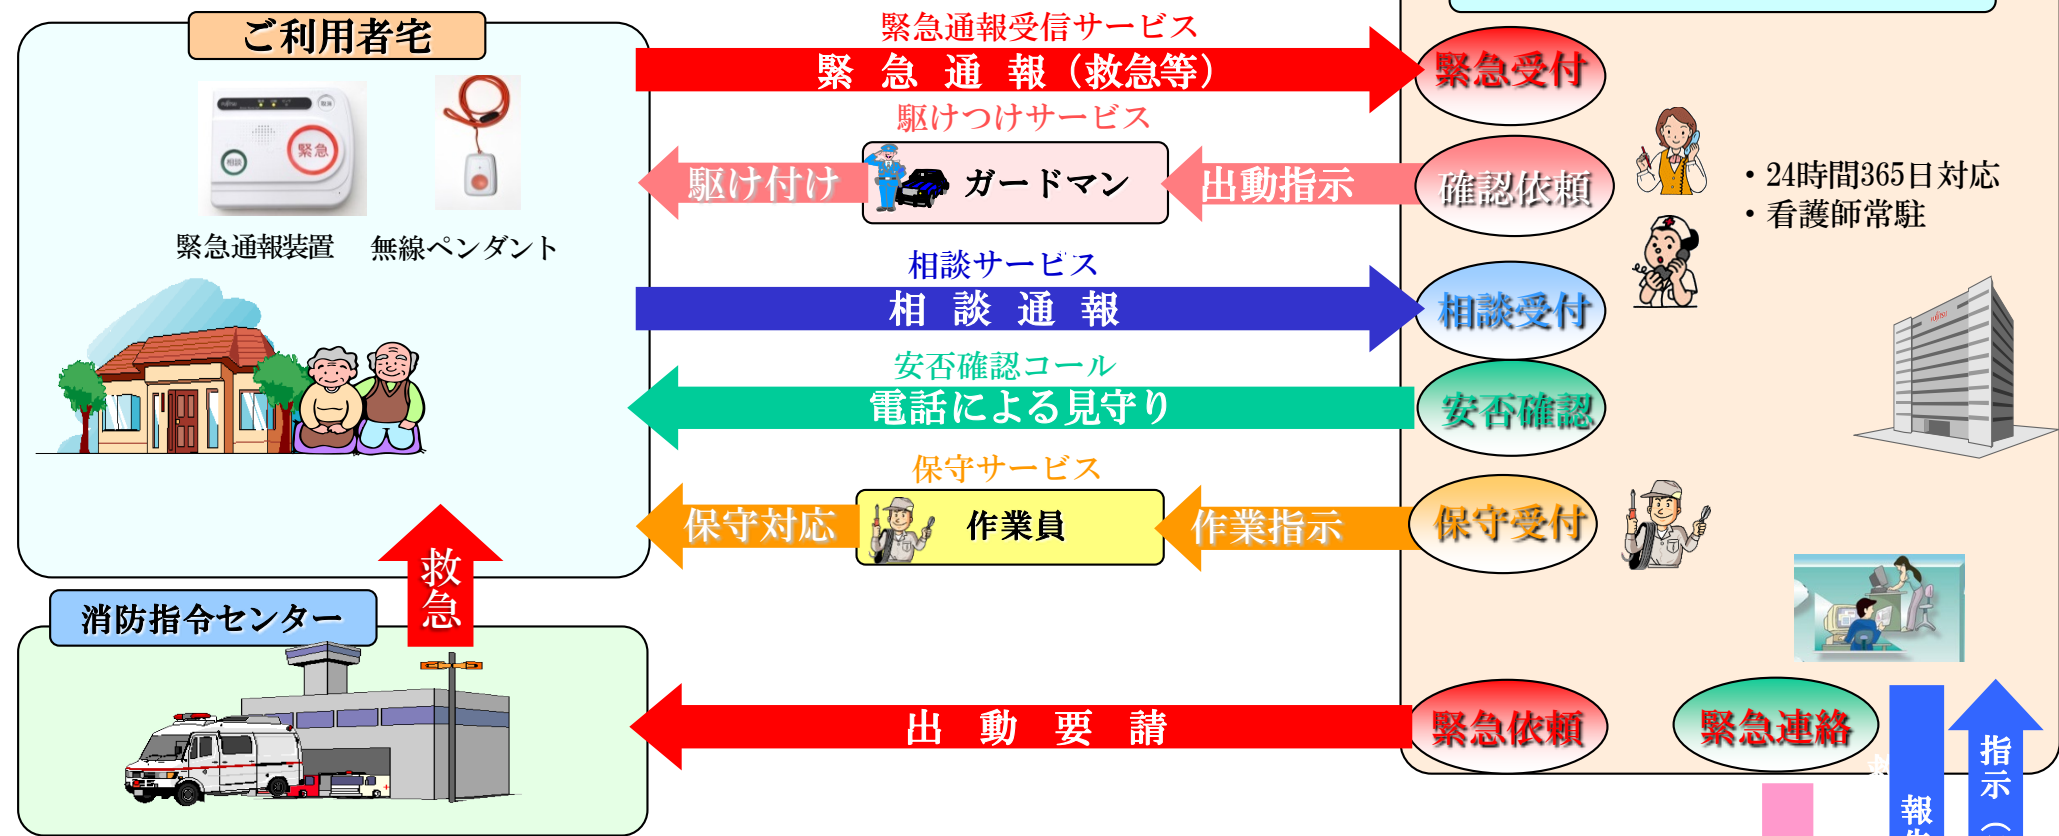 ご利用者宅
緊急
相談
緊急通報装置
無線ペンダント
緊急通報受信サービス
緊急通報（救急等）
緊急受付
駆けつけサービス
駆け付け
ガードマン
出動指示
確認依頼
・24時間365日対応
・看護師常駐
相談サービス
相談通報
相談受付
FUJITSU
安否確認コール
電話による見守り
安否確認
保守サービス
保守対応
作業員
作業指示
保守受付
救急
消防指令センター
出動要請
緊急依頼
緊急連絡
報告
指示（